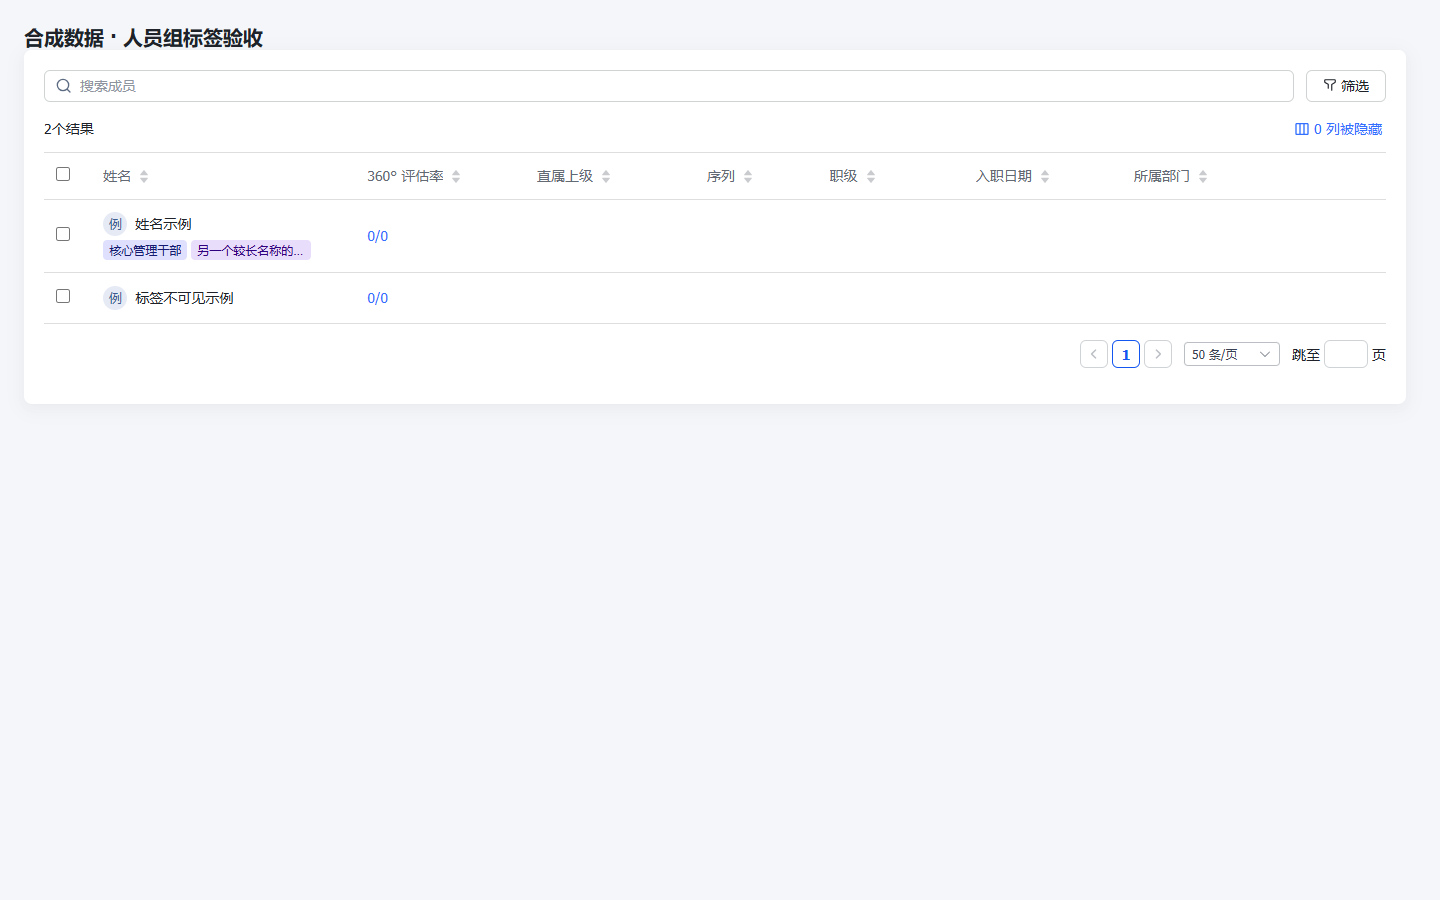 合成数据 · 人员组标签验收
搜索成员
筛选
2个结果
0 列被隐藏
姓名 360° 评估率 直属上级 序列 职级 入职日期 所属部门
例 姓名示例
0/0
核心管理干部 另一个较长名称的...
例 标签不可见示例 0/0
1 50 条/页 跳至 页